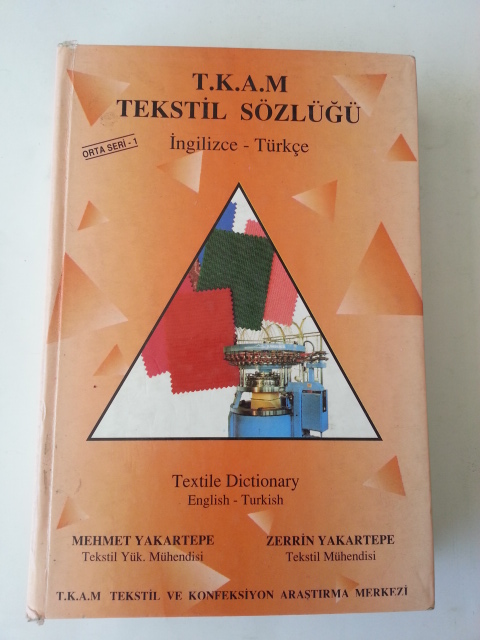 T.K.A.M
TEKSTİL SÖZLÜĞÜ
İngilizce - Türkçe
ORTA SERİ - 1
Textile Dictionary
English - Turkish
MEHMET YAKARTEPE
Tekstil Yük. Mühendisi
ZERRİN YAKARTEPE
Tekstil Mühendisi
T.K.A.M TEKSTİL VE KONFEKSİYON ARAŞTIRMA MERKEZİ